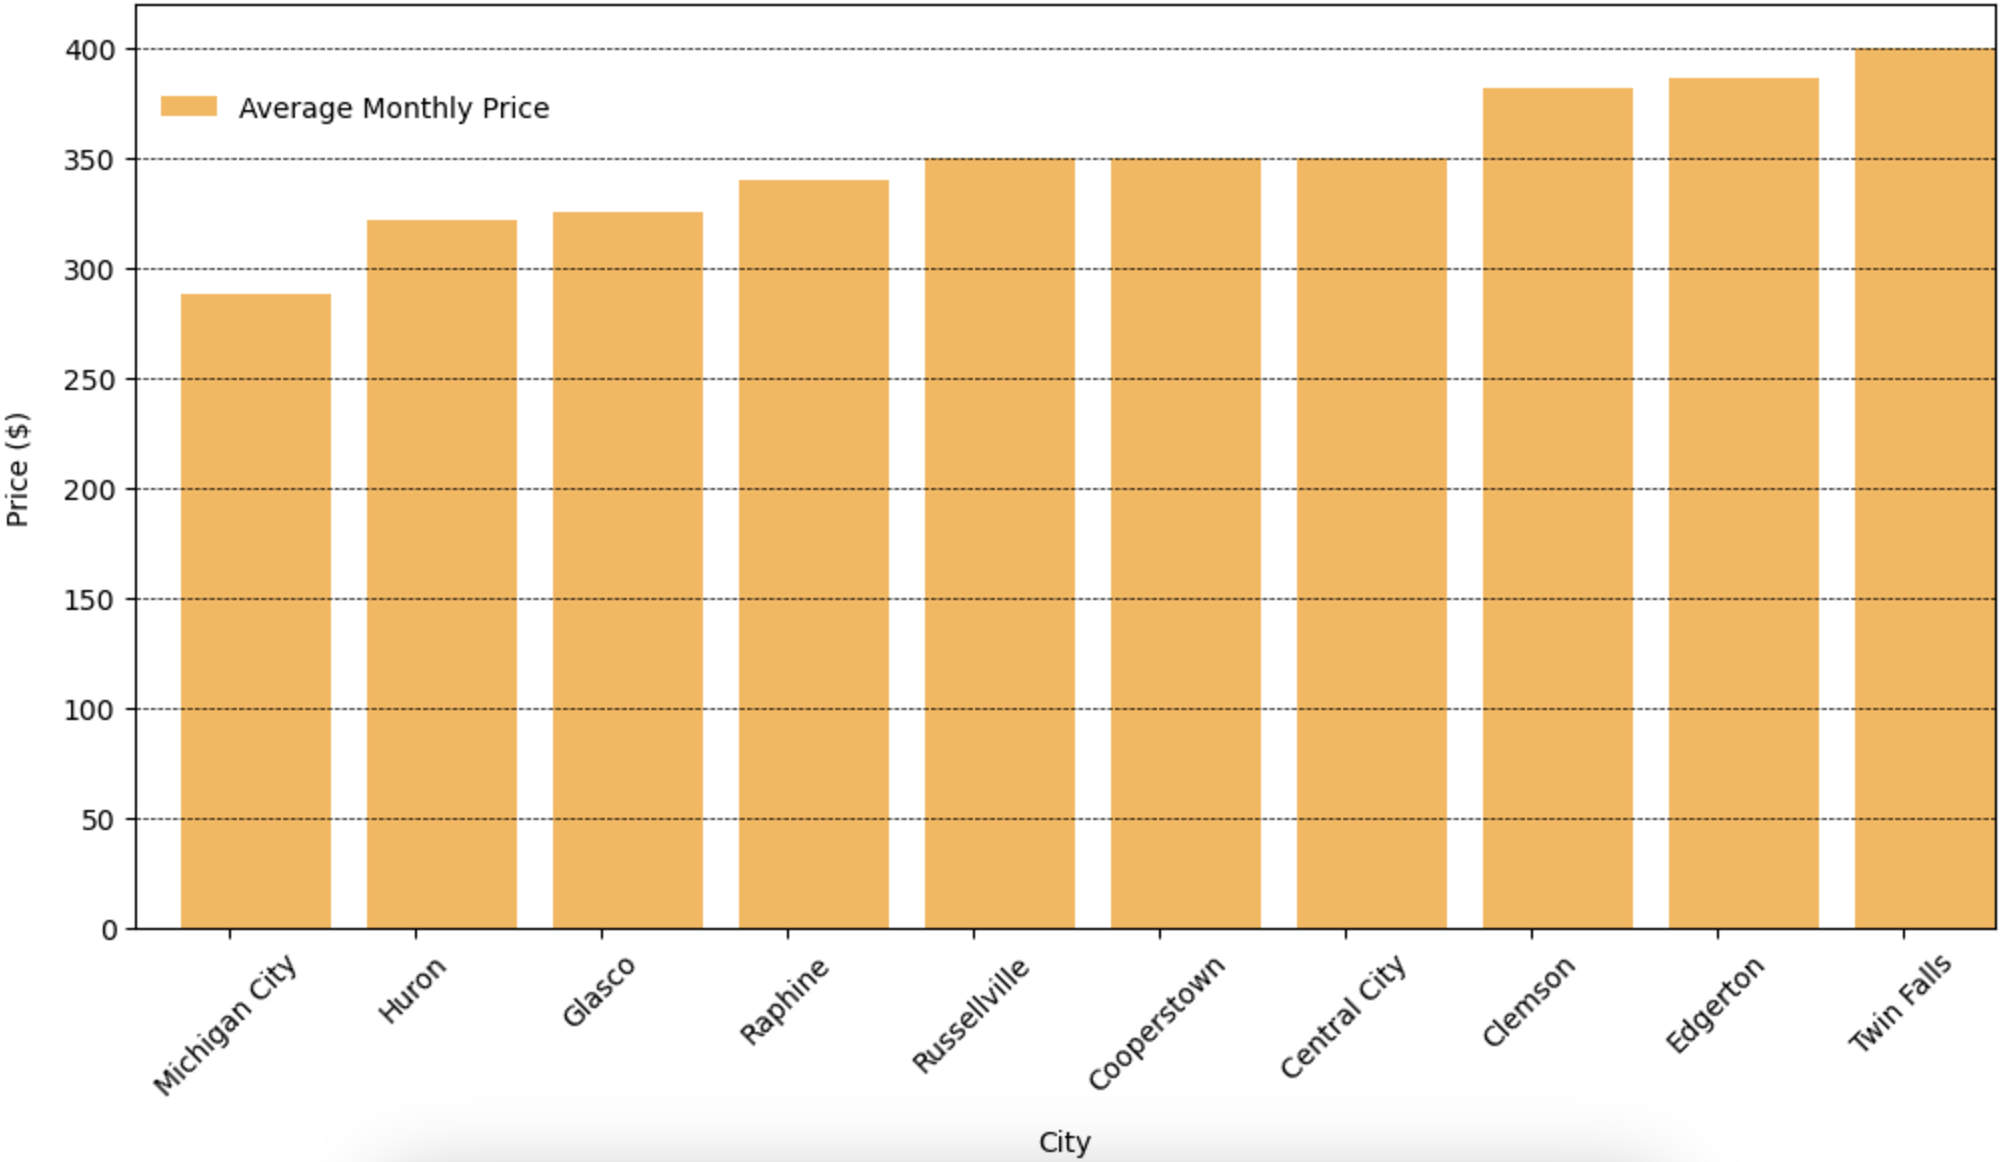 400
350
300
250
200
150
100
50
0
Price ($)
Average Monthly Price
Michigan City
Huron
Glasco
Raphine
Russellville
Cooperstown
Central City
Clemson
Edgerton
Twin Falls
City